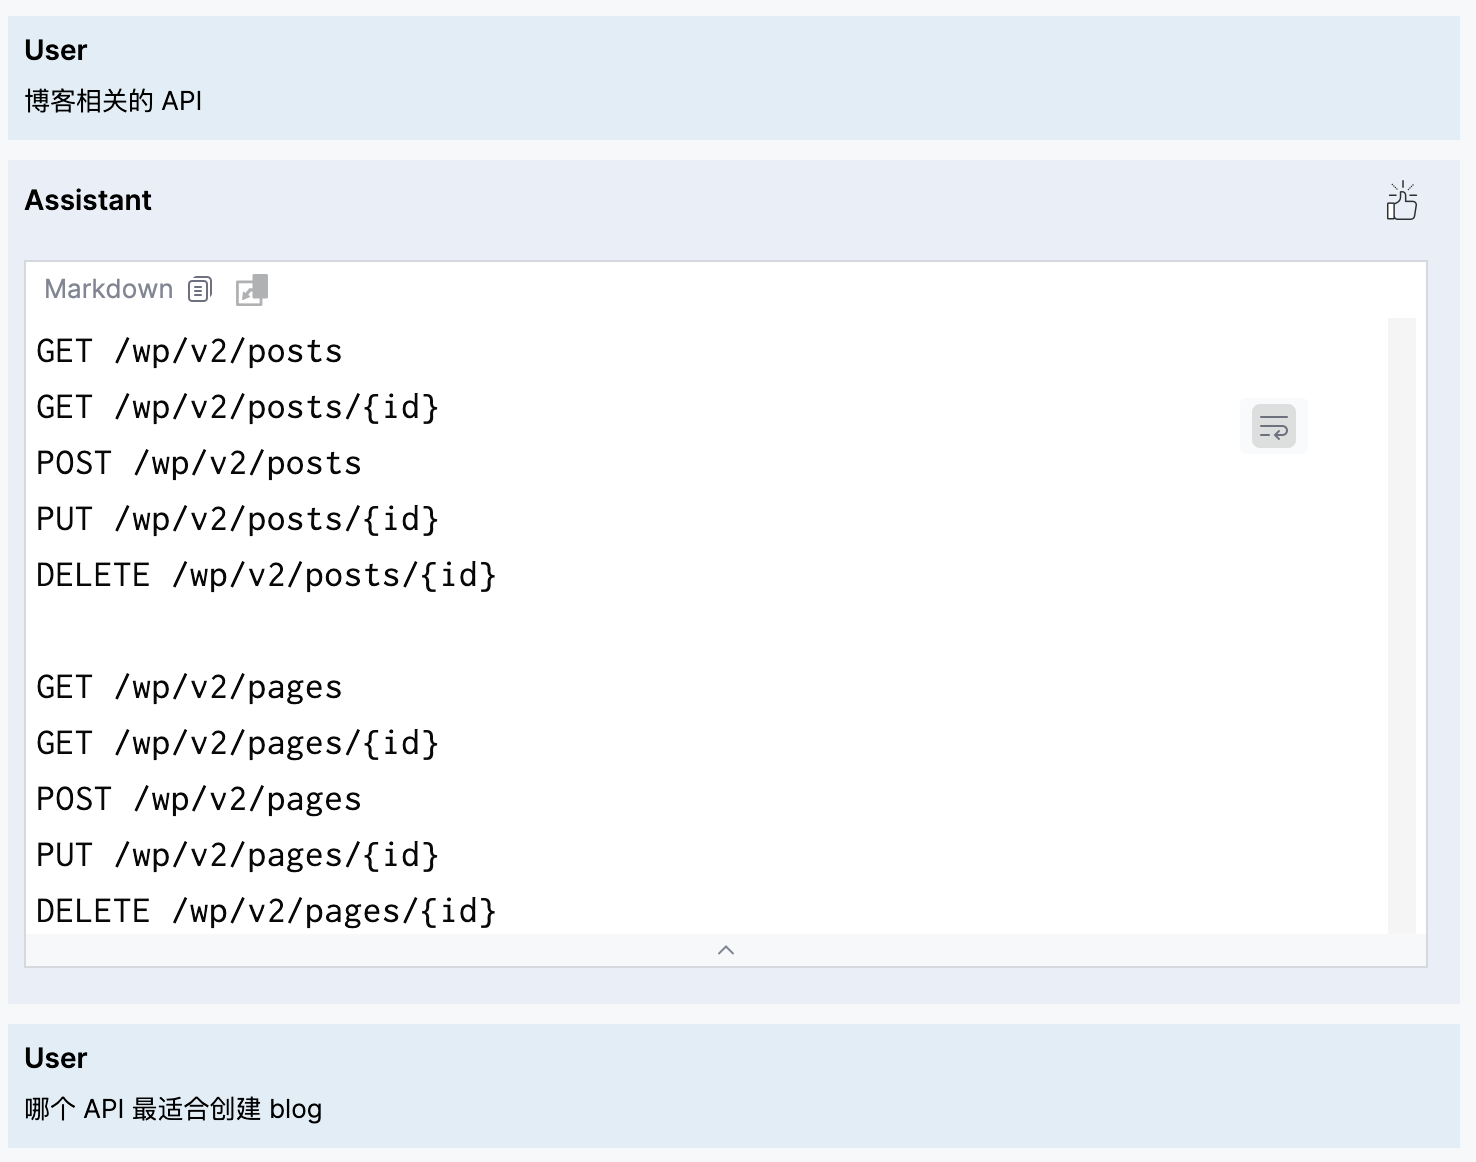 User
博客相关的 API
Assistant
Markdown
GET /wp/v2/posts
GET /wp/v2/posts/{id}
POST /wp/v2/posts
PUT /wp/v2/posts/{id}
DELETE /wp/v2/posts/{id}
GET /wp/v2/pages
GET /wp/v2/pages/{id}
POST /wp/v2/pages
PUT /wp/v2/pages/{id}
DELETE /wp/v2/pages/{id}
User
哪个 API 最适合创建 blog